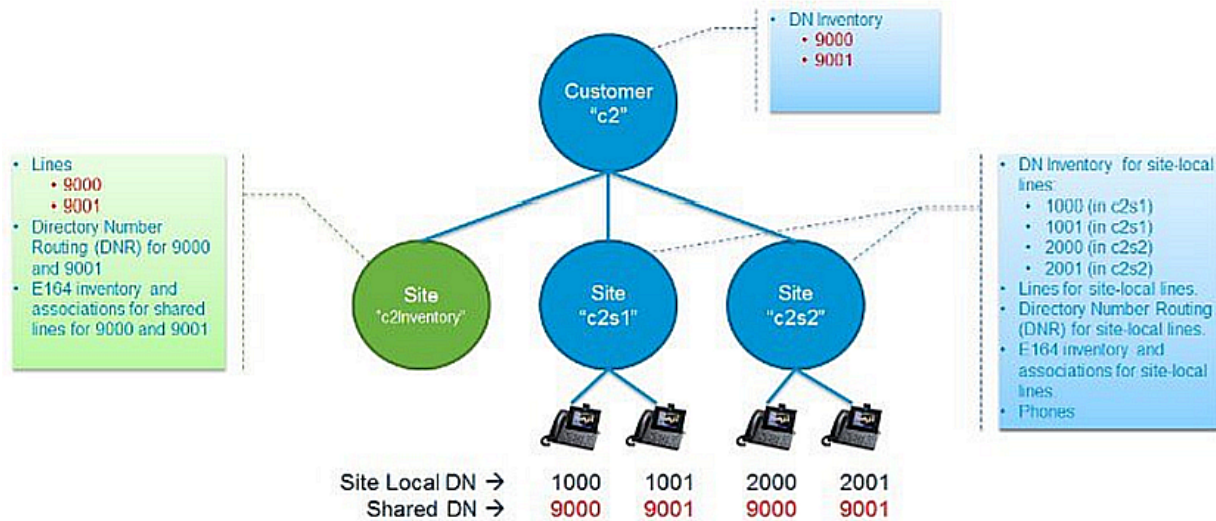 • DN Inventory
• 9000
• 9001
Customer
"c2"
• Lines
• 9000
• 9001
• Directory Number
Routing (DNR) for 9000
and 9001
• E164 inventory and
associations for shared
lines for 9000 and 9001
Site
"c2Inventory"
Site
"c2s1"
Site
"c2s2"
• DN Inventory for site-local
lines:
• 1000 (in c2s1)
• 1001 (in c2s1)
• 2000 (in c2s2)
• 2001 (in c2s2)
• Lines for site-local lines.
• Directory Number Routing
(DNR) for site-local lines.
• E164 inventory and
associations for site-local
lines.
• Phones
Site Local DN → 1000 1001 2000 2001
Shared DN → 9000 9001 9000 9001